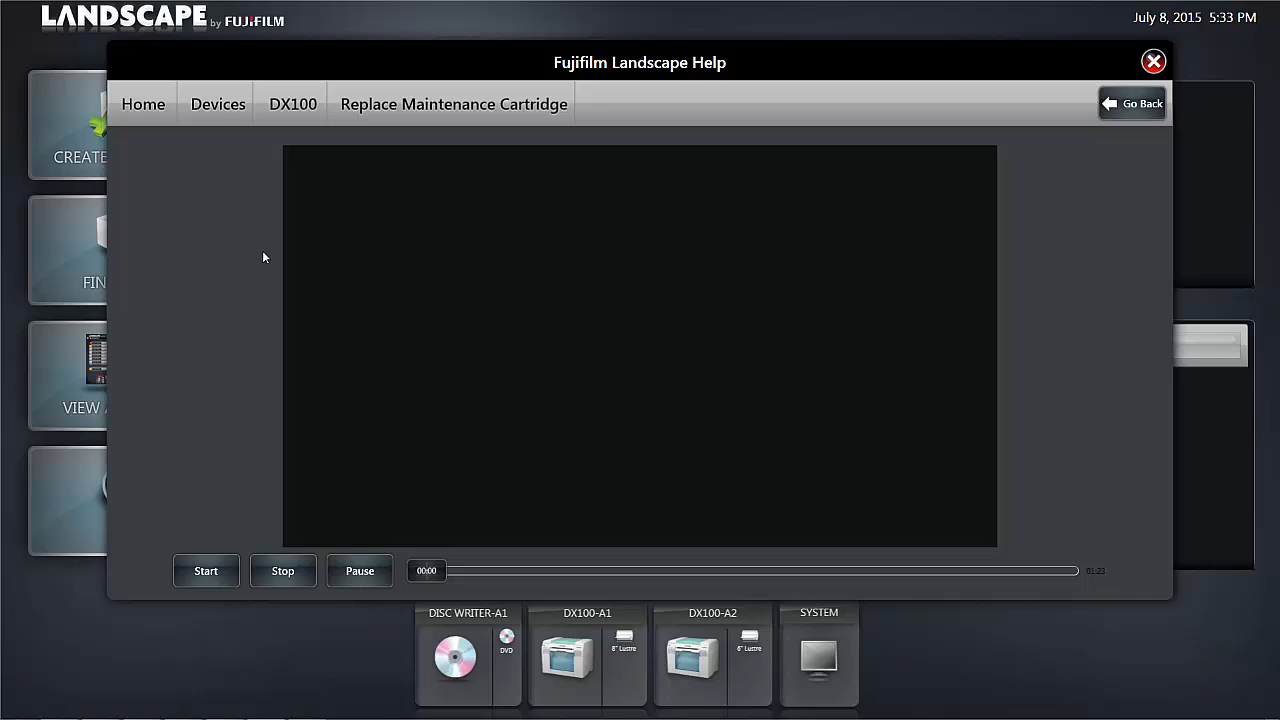 LANDSCAPE by FUJIFILM
July 8, 2015 5:33 PM
Fujifilm Landscape Help
Home
Devices
DX100
Replace Maintenance Cartridge
Go Back
CREATE
FIN
VIEW
Start
Stop
Pause
00:00
01:23
DISC WRITER-A1
DVD
DX100-A1
8" Lustre
DX100-A2
6" Lustre
SYSTEM